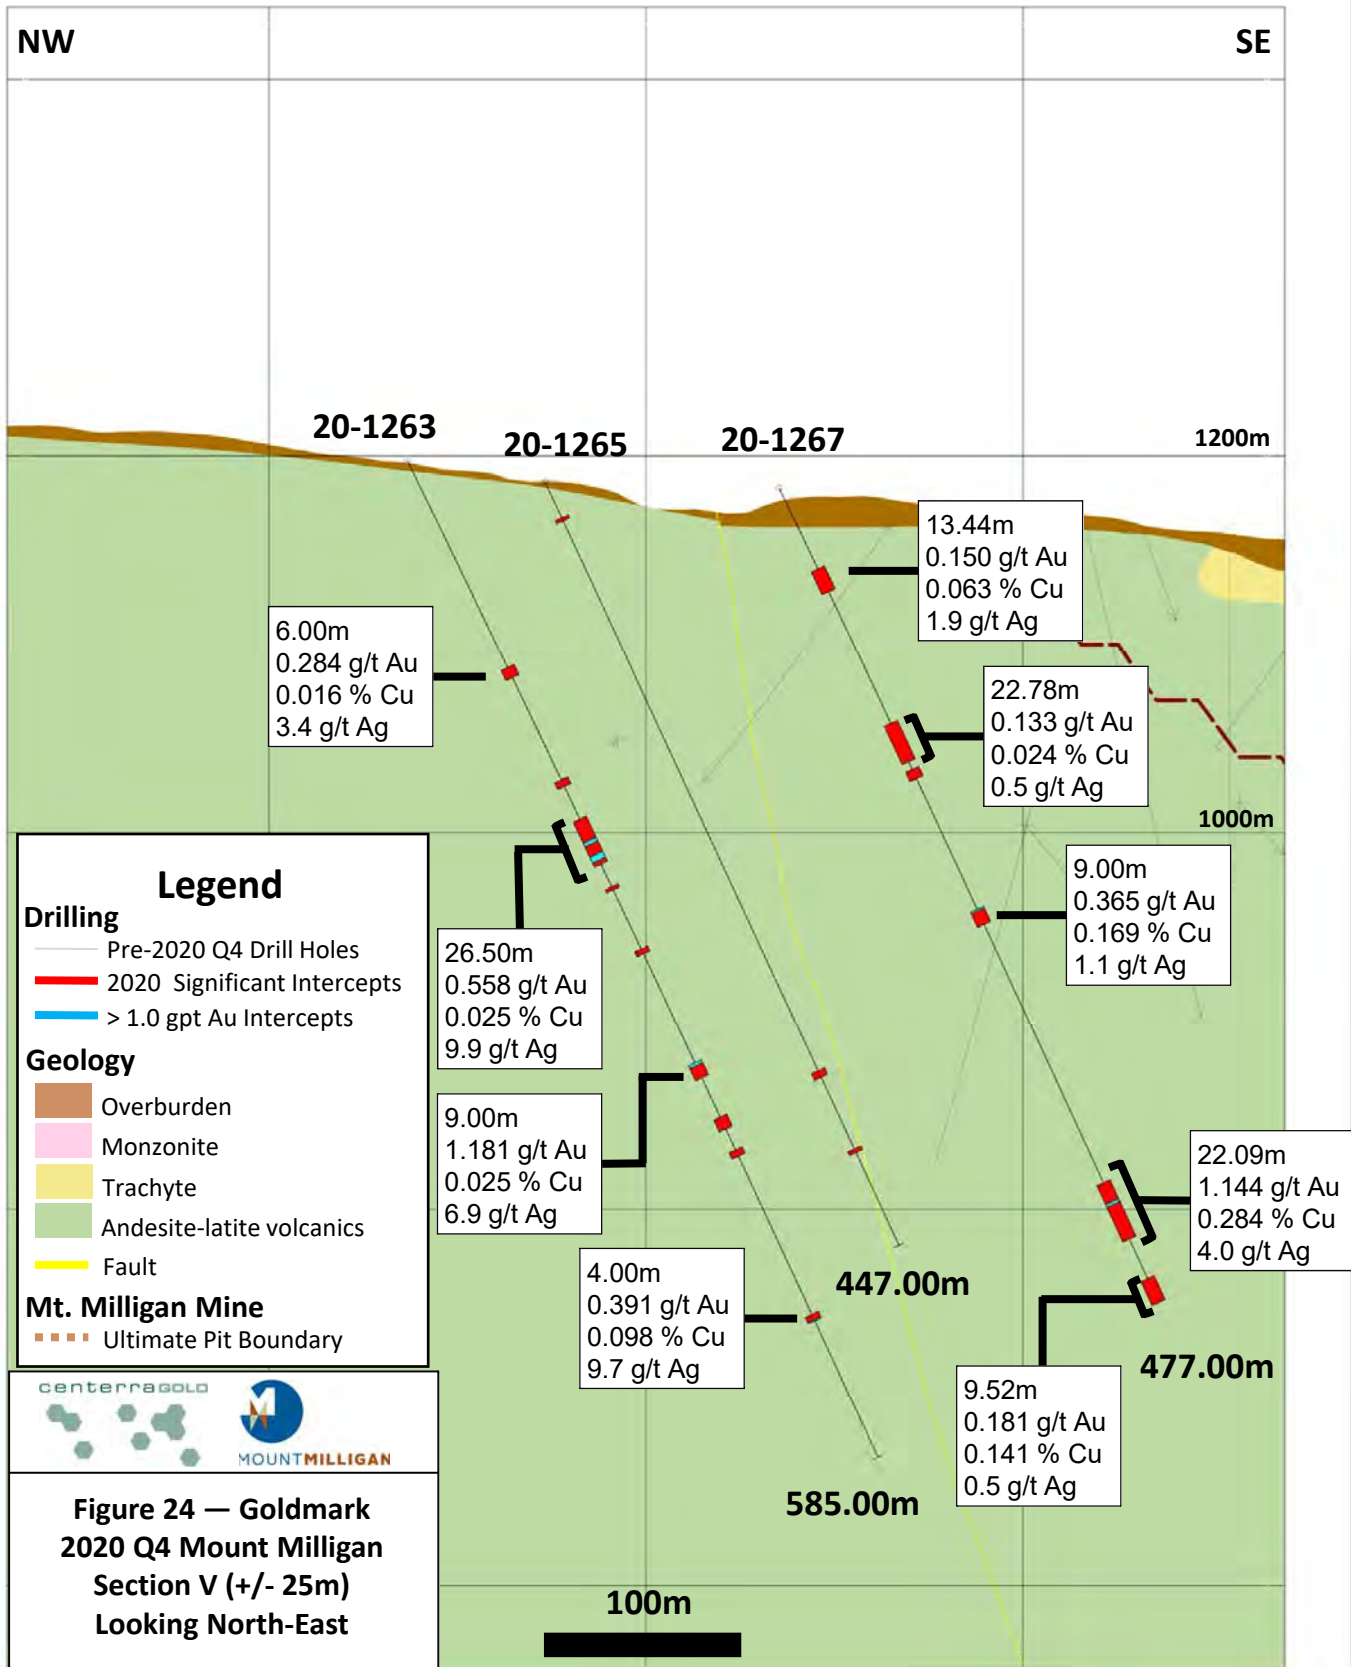 NW
SE
20-1263
20-1265
20-1267
1200m
13.44m
0.150 g/t Au
0.063 % Cu
1.9 g/t Ag
6.00m
0.284 g/t Au
0.016 % Cu
3.4 g/t Ag
22.78m
0.133 g/t Au
0.024 % Cu
0.5 g/t Ag
1000m
9.00m
0.365 g/t Au
0.169 % Cu
1.1 g/t Ag
26.50m
0.558 g/t Au
0.025 % Cu
9.9 g/t Ag
9.00m
1.181 g/t Au
0.025 % Cu
6.9 g/t Ag
22.09m
1.144 g/t Au
0.284 % Cu
4.0 g/t Ag
4.00m
0.391 g/t Au
0.098 % Cu
9.7 g/t Ag
447.00m
477.00m
9.52m
0.181 g/t Au
0.141 % Cu
0.5 g/t Ag
585.00m
100m
Legend
Drilling
Pre-2020 Q4 Drill Holes
2020 Significant Intercepts
> 1.0 gpt Au Intercepts
Geology
Overburden
Monzonite
Trachyte
Andesite-latite volcanics
Fault
Mt. Milligan Mine
Ultimate Pit Boundary
centerraGOLD
MOUNTMILLIGAN
Figure 24 — Goldmark
2020 Q4 Mount Milligan
Section V (+/- 25m)
Looking North-East